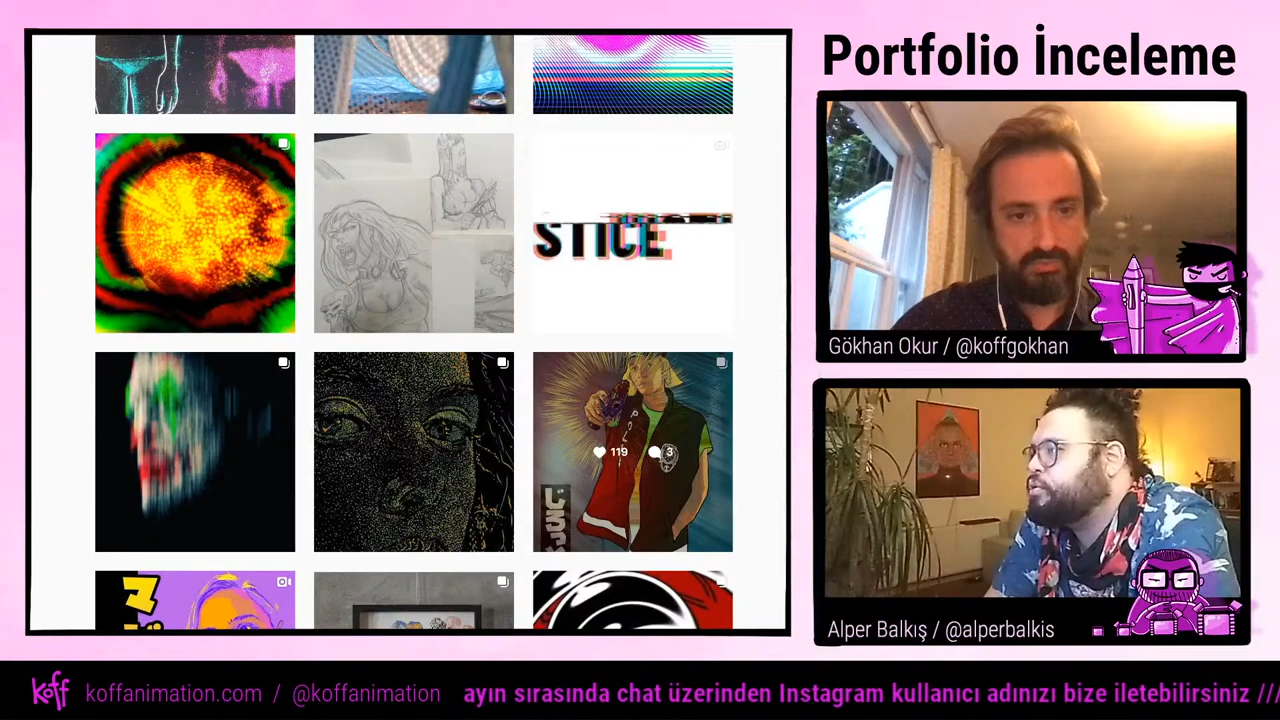 Portfolio İnceleme
STICE
119
3
Gökhan Okur / @koffgokhan
Alper Balkış / @alperbalkis
Koff koffanimation.com / @koffanimation ayın sırasında chat üzerinden Instagram kullanıcı adınızı bize iletebilirsiniz ///